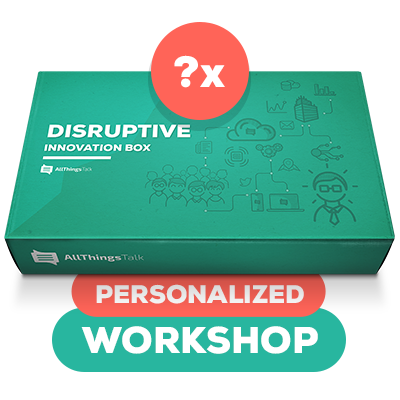 ?x
DISRUPTIVE
INNOVATION BOX
AllThingsTalk
AllThingsTalk
PERSONALIZED
WORKSHOP